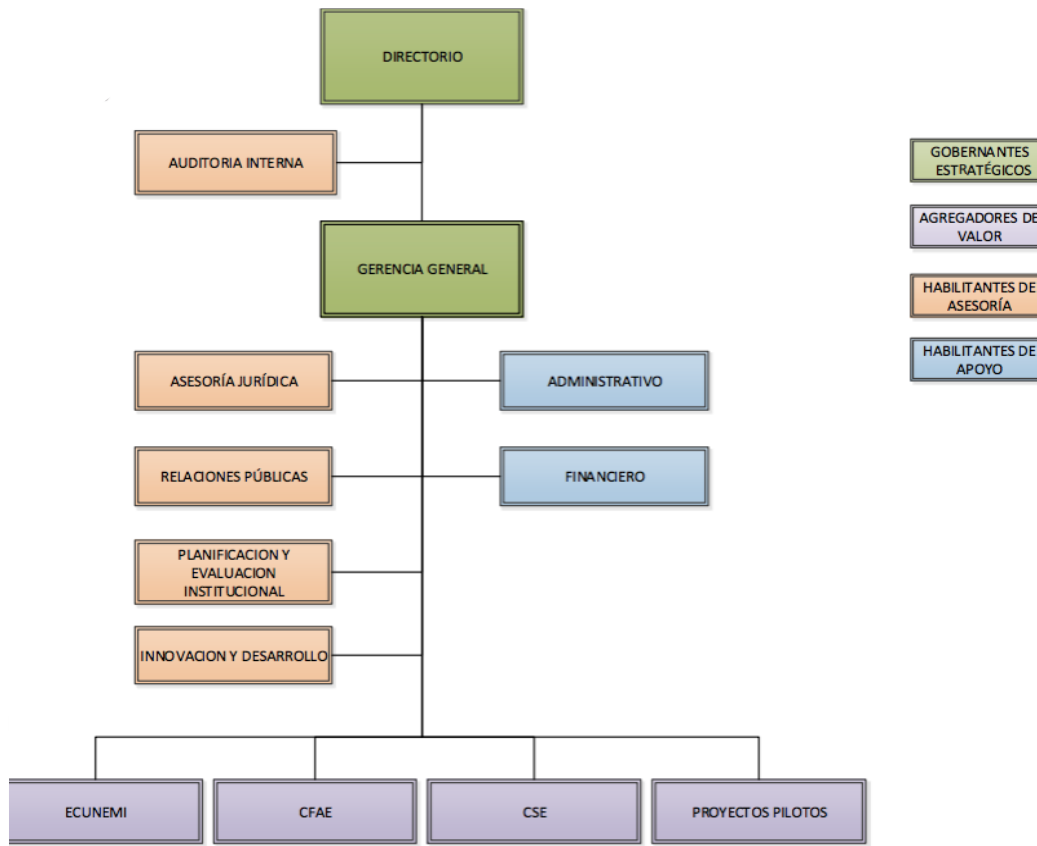 DIRECTORIO
AUDITORIA INTERNA
GERENCIA GENERAL
ASESORÍA JURÍDICA
ADMINISTRATIVO
RELACIONES PÚBLICAS
FINANCIERO
PLANIFICACION Y
EVALUACION
INSTITUCIONAL
INNOVACION Y DESARROLLO
ECUNEMI
CFAE
CSE
PROYECTOS PILOTOS
GOBERNANTES
ESTRATÉGICOS
AGREGADORES DE
VALOR
HABILITANTES DE
ASESORÍA
HABILITANTES DE
APOYO